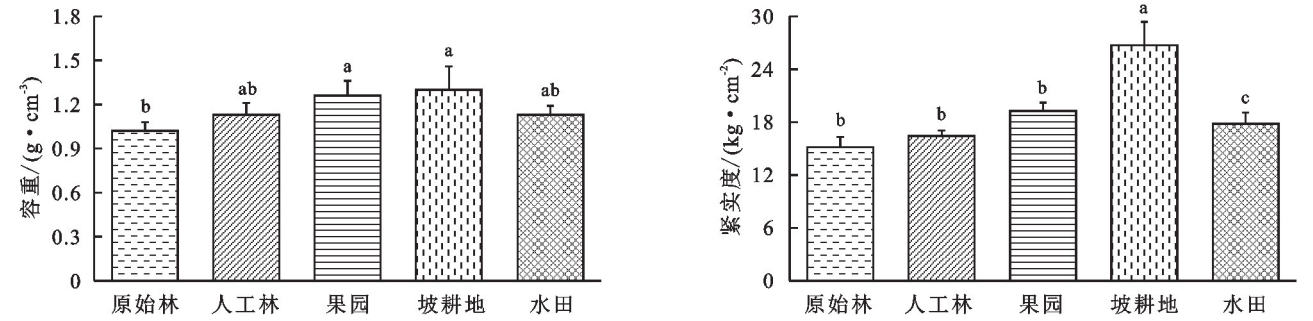 容重/(g·cm-3)
1.8
1.5
1.2
0.9
0.6
0.3
0
b
ab
a
a
ab
原始林 人工林 果园 坡耕地 水田
紧实度/(kg·cm-2)
30
24
18
12
6
0
b
b
b
a
c
原始林 人工林 果园 坡耕地 水田